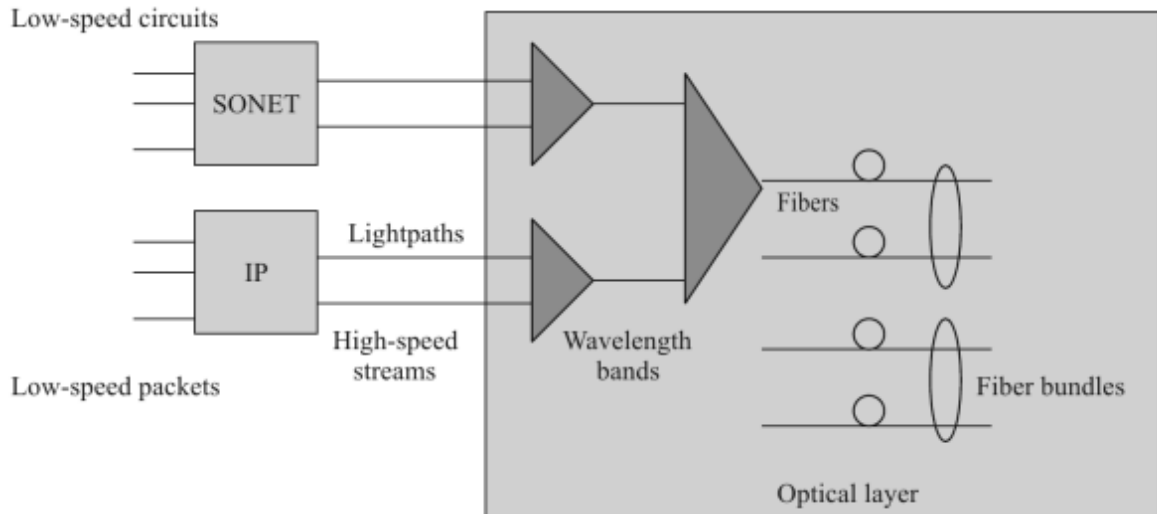 Low-speed circuits
SONET
Lightpaths
Fibers
IP
High-speed
streams
Wavelength
bands
Low-speed packets
Fiber bundles
Optical layer